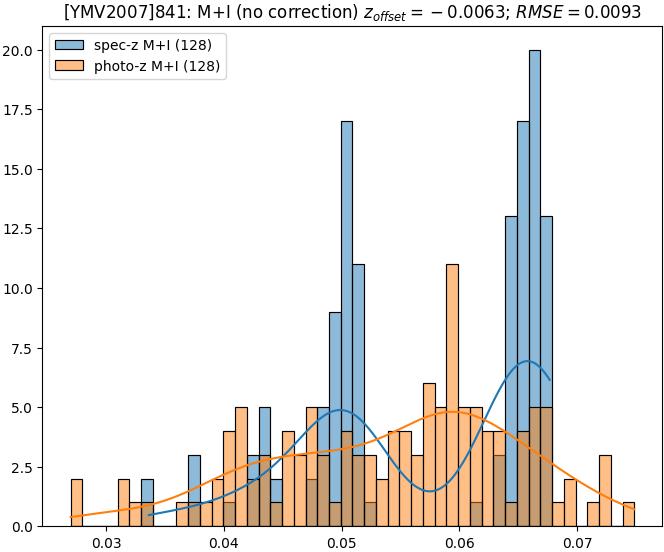 [YMV2007]841: M+I (no correction) z_offset = −0.0063; RMSE = 0.0093
spec-z M+I (128)
photo-z M+I (128)
20.0
17.5
15.0
12.5
10.0
7.5
5.0
2.5
0.0
0.03 0.04 0.05 0.06 0.07